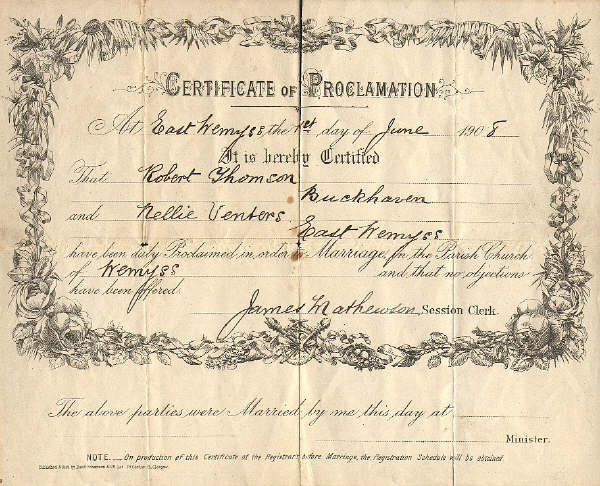 CERTIFICATE OF PROCLAMATION
At East Wemyss the 1st day of June 1908
It is hereby Certified
That Robert Thomson Buckhaven
and Nellie Venters East Wemyss
have been duly Proclaimed in order to Marriage in the Parish Church
of Wemyss and that no objections
have been offered.
James Mathewson, Session Clerk.
The above parties were Married by me this day at
Minister.
NOTE.__On production of this Certificate of the Registrars before Marriage, the Registration Schedule will be obtained